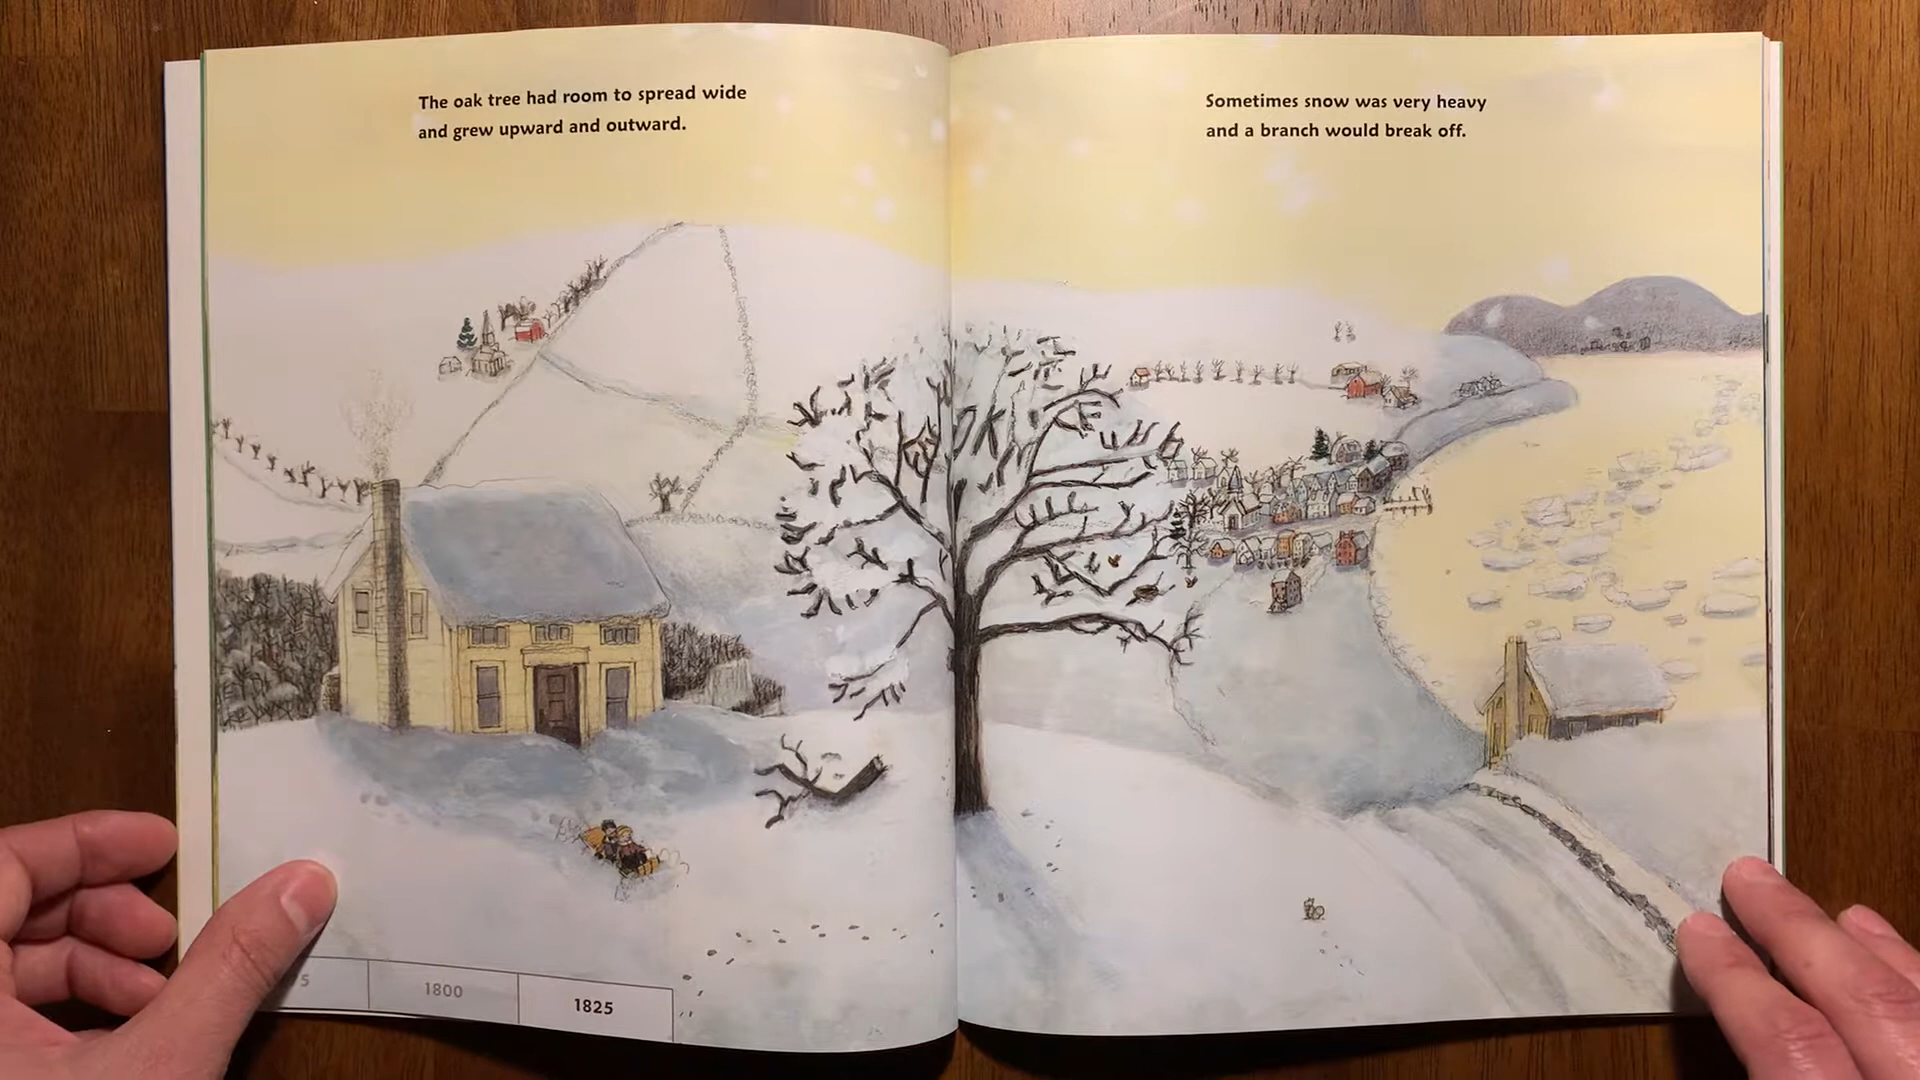 The oak tree had room to spread wide
and grew upward and outward.
Sometimes snow was very heavy
and a branch would break off.
5
1800
1825